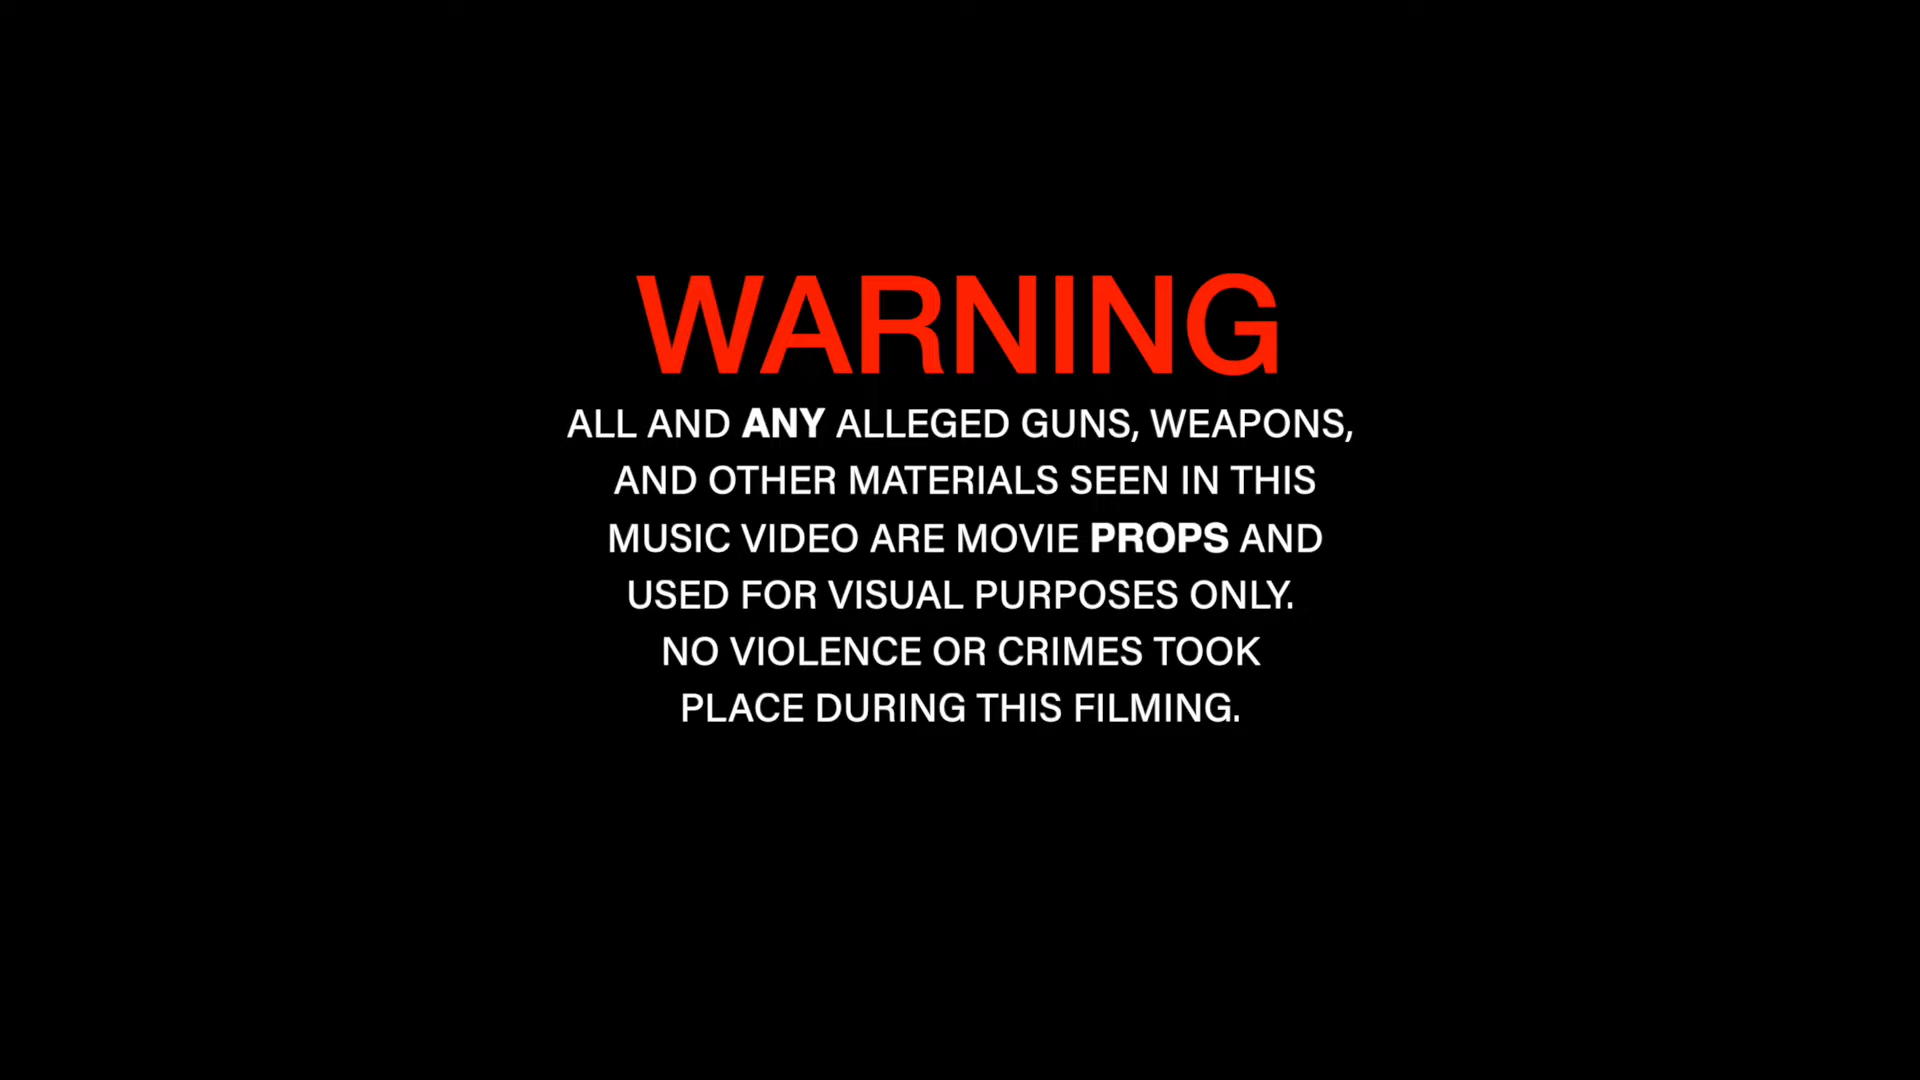 WARNING
ALL AND ANY ALLEGED GUNS, WEAPONS,
AND OTHER MATERIALS SEEN IN THIS
MUSIC VIDEO ARE MOVIE PROPS AND
USED FOR VISUAL PURPOSES ONLY.
NO VIOLENCE OR CRIMES TOOK
PLACE DURING THIS FILMING.